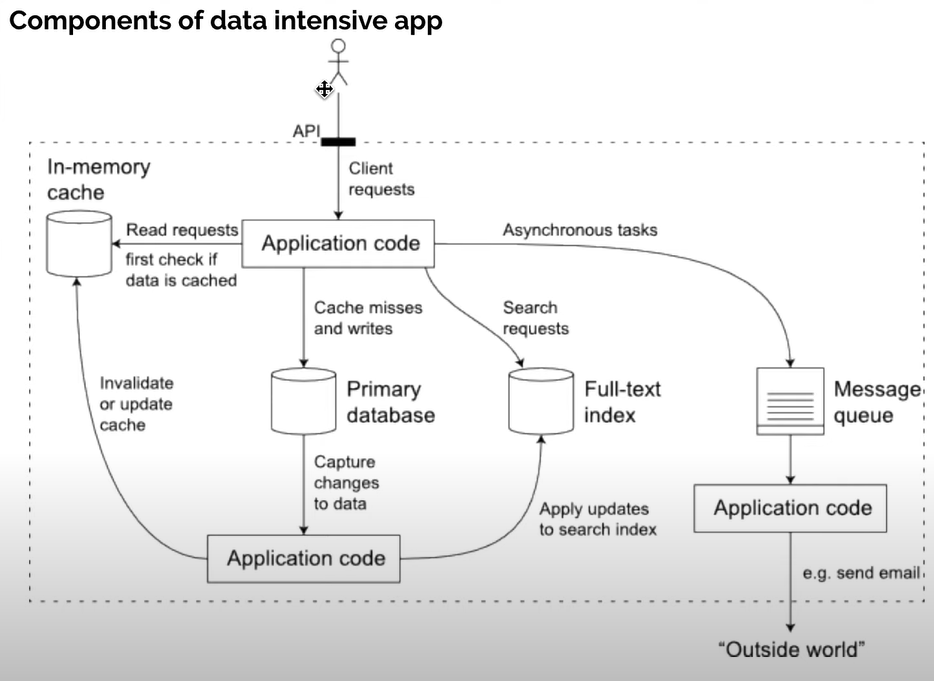 Components of data intensive app
API
Client
requests
In-memory
cache
Read requests
first check if
data is cached
Application code
Asynchronous tasks
Cache misses
and writes
Search
requests
Invalidate
or update
cache
Primary
database
Full-text
index
Message
queue
Capture
changes
to data
Apply updates
to search index
Application code
Application code
e.g. send email
“Outside world”